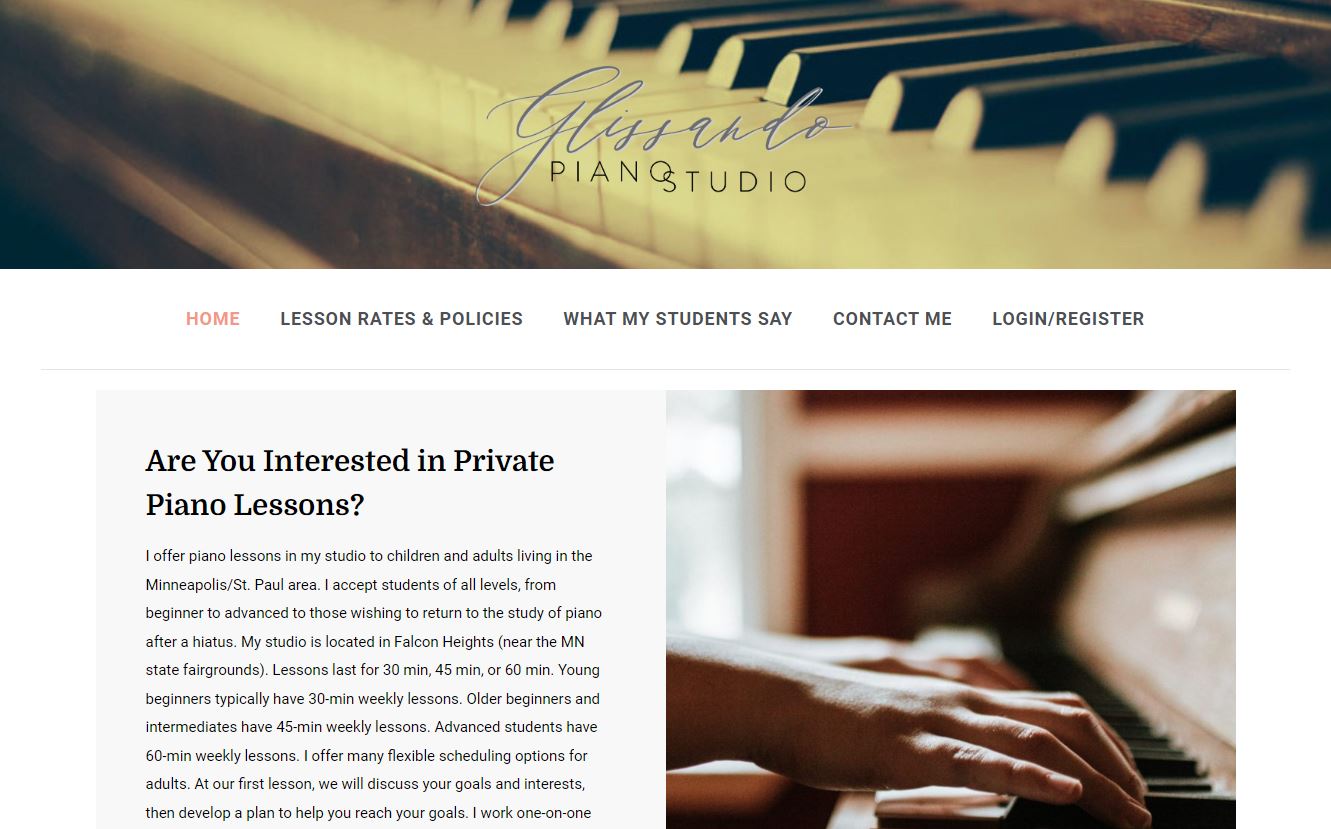 Glissando
PIANO STUDIO
HOME LESSON RATES & POLICIES WHAT MY STUDENTS SAY CONTACT ME LOGIN/REGISTER
Are You Interested in Private
Piano Lessons?
I offer piano lessons in my studio to children and adults living in the
Minneapolis/St. Paul area. I accept students of all levels, from
beginner to advanced to those wishing to return to the study of piano
after a hiatus. My studio is located in Falcon Heights (near the MN
state fairgrounds). Lessons last for 30 min, 45 min, or 60 min. Young
beginners typically have 30-min weekly lessons. Older beginners and
intermediates have 45-min weekly lessons. Advanced students have
60-min weekly lessons. I offer many flexible scheduling options for
adults. At our first lesson, we will discuss your goals and interests,
then develop a plan to help you reach your goals. I work one-on-one